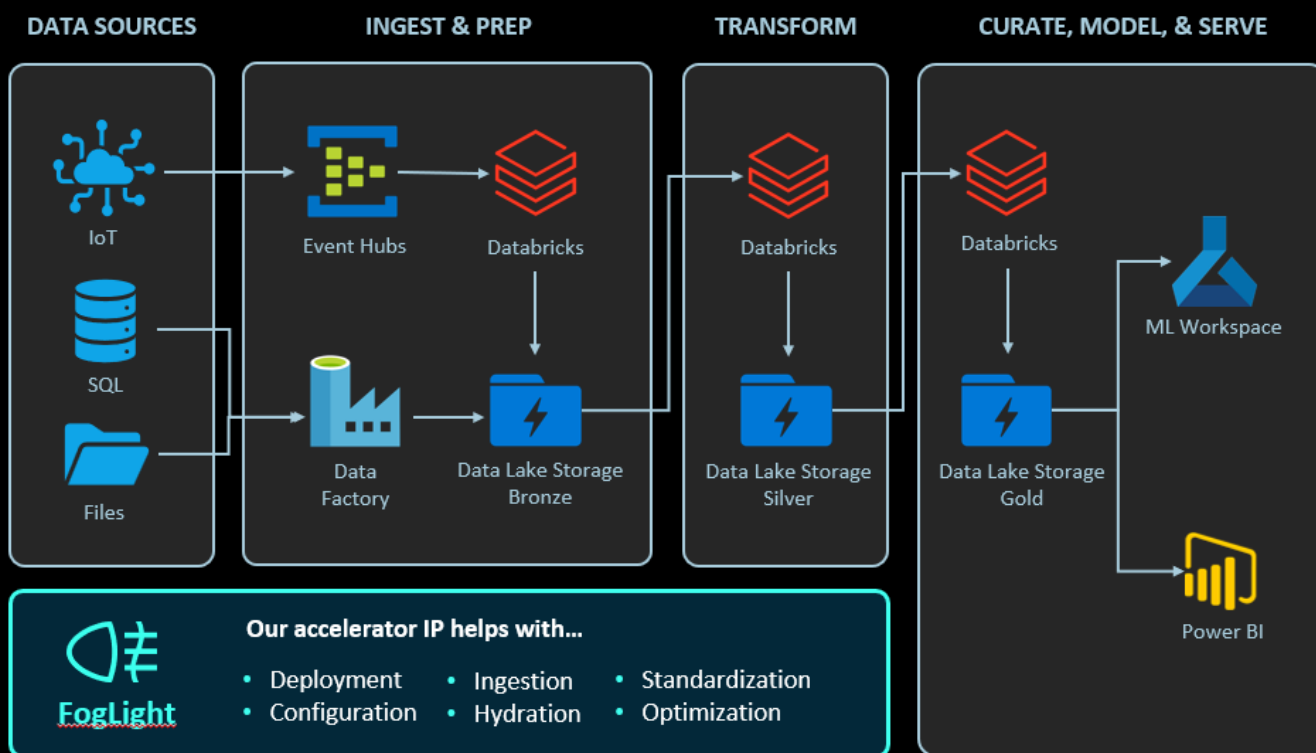 DATA SOURCES
INGEST & PREP
TRANSFORM
CURATE, MODEL, & SERVE
IoT
SQL
Files
Event Hubs
Databricks
Data
Factory
Data Lake Storage
Bronze
Databricks
Data Lake Storage
Silver
Databricks
Data Lake Storage
Gold
ML Workspace
Power BI
FogLight
Our accelerator IP helps with...
• Deployment
• Configuration
• Ingestion
• Hydration
• Standardization
• Optimization